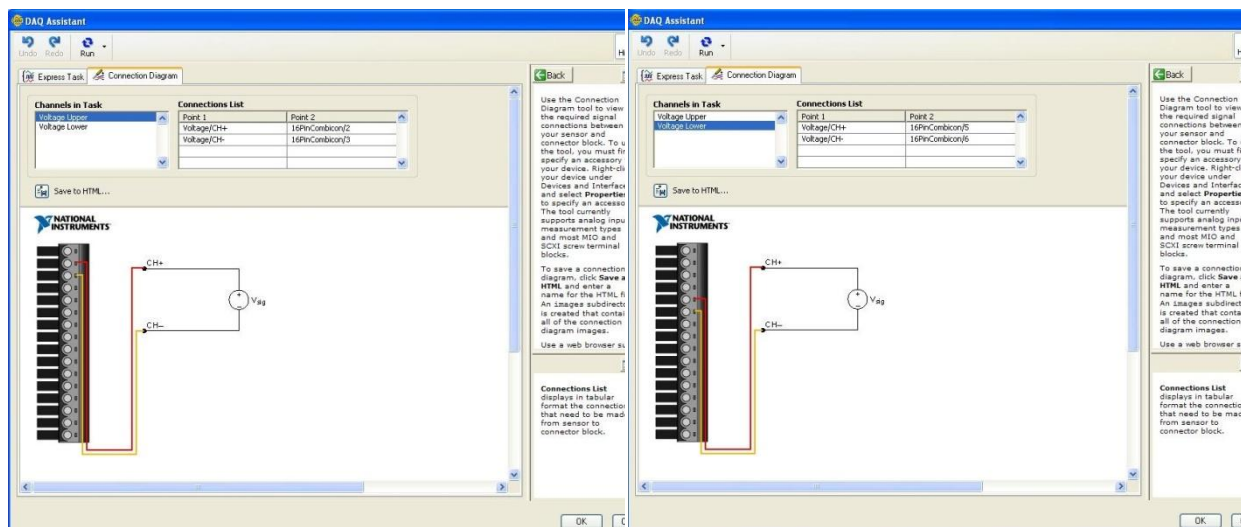 DAQ Assistant
Undo Redo Run
Express Task Connection Diagram
Channels in Task
Voltage Upper
Voltage Lower
Connections List
Point 1 Point 2
Voltage/CH+ 16PinCombicon/2
Voltage/CH- 16PinCombicon/3
Save to HTML...
NATIONAL
INSTRUMENTS
CH+
Vsig
CH−
Back
Use the Connection
Diagram tool to view
the required signal
connections between
your sensor and
connector block. To u
the tool, you must fir
specify an accessory
your device. Right-cli
your device under
Devices and Interface
and select Propertie
to specify an accesso
The tool currently
supports analog inpu
measurement types
and most MIO and
SCXI screw terminal
blocks.
To save a connection
diagram, click Save a
HTML and enter a
name for the HTML fi
An images subdirect
is created that contai
all of the connection
diagram images.
Use a web browser su
Connections List
displays in tabular
format the connectio
that need to be mad
from sensor to
connector block.
OK
DAQ Assistant
Undo Redo Run
Express Task Connection Diagram
Channels in Task
Voltage Upper
Voltage Lower
Connections List
Point 1 Point 2
Voltage/CH+ 16PinCombicon/5
Voltage/CH- 16PinCombicon/6
Save to HTML...
NATIONAL
INSTRUMENTS
CH+
Vsig
CH−
Back
Use the Connection
Diagram tool to view
the required signal
connections between
your sensor and
connector block. To
the tool, you must fi
specify an accessory
your device. Right-cl
your device under
Devices and Interfac
and select Propertie
to specify an access
The tool currently
supports analog inp
measurement types
and most MIO and
SCXI screw terminal
blocks.
To save a connectio
diagram, click Save
HTML and enter a
name for the HTML f
An images subdirec
is created that conta
all of the connection
diagram images.
Use a web browser s
Connections List
displays in tabular
format the connectio
that need to be mad
from sensor to
connector block.
OK